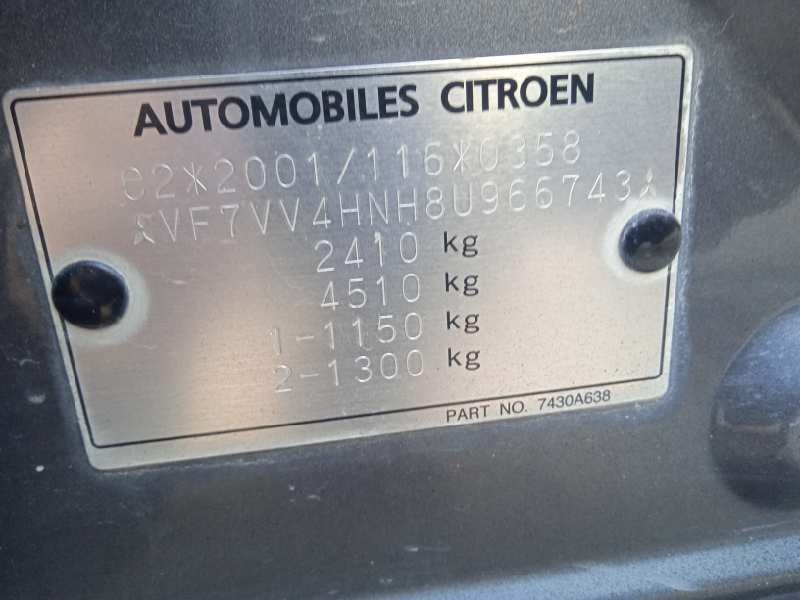 AUTOMOBILES CITROEN
e2*2001/116*0358
*VF7VV4HNH8U966743*
2410 kg
4510 kg
1-1150 kg
2-1300 kg
PART NO. 7430A638